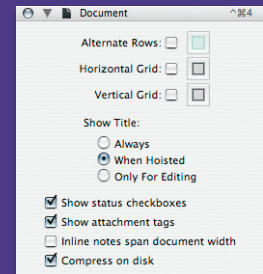 Document ^⌘4
Alternate Rows:
Horizontal Grid:
Vertical Grid:
Show Title:
Always
When Hoisted
Only For Editing
Show status checkboxes
Show attachment tags
Inline notes span document width
Compress on disk